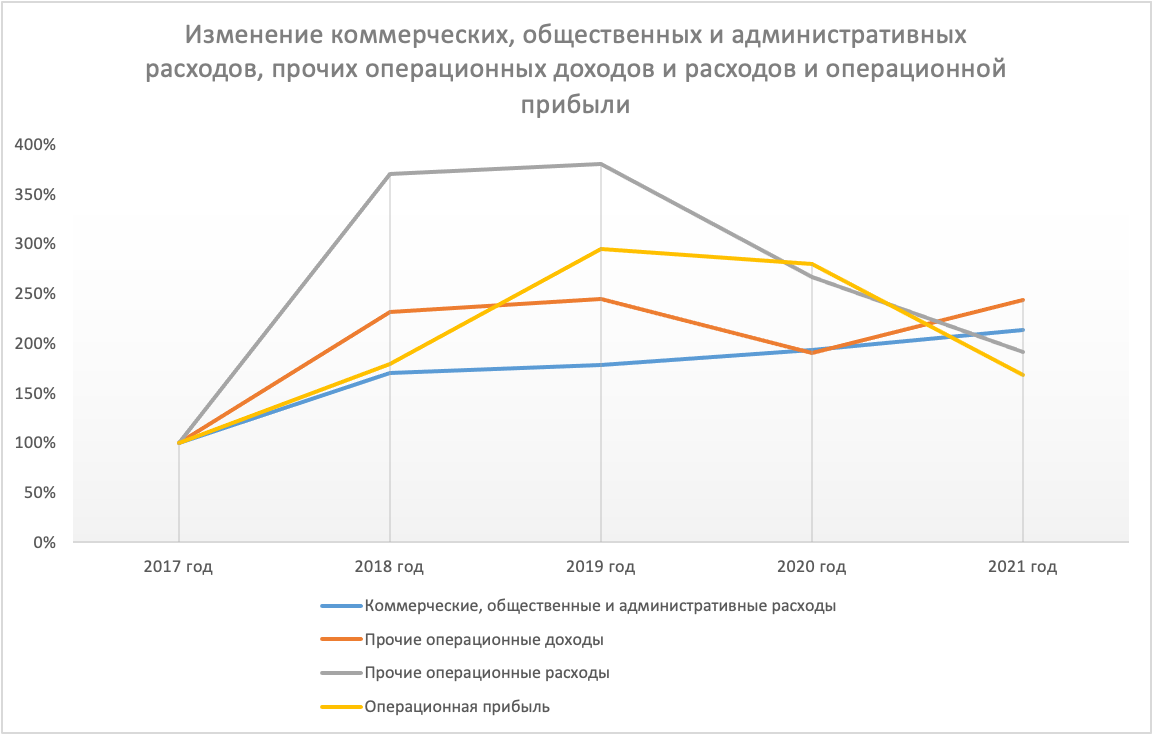 Изменение коммерческих, общественных и административных
расходов, прочих операционных доходов и расходов и операционной
прибыли
400%
350%
300%
250%
200%
150%
100%
50%
0%
2017 год
2018 год
2019 год
2020 год
2021 год
Коммерческие, общественные и административные расходы
Прочие операционные доходы
Прочие операционные расходы
Операционная прибыль